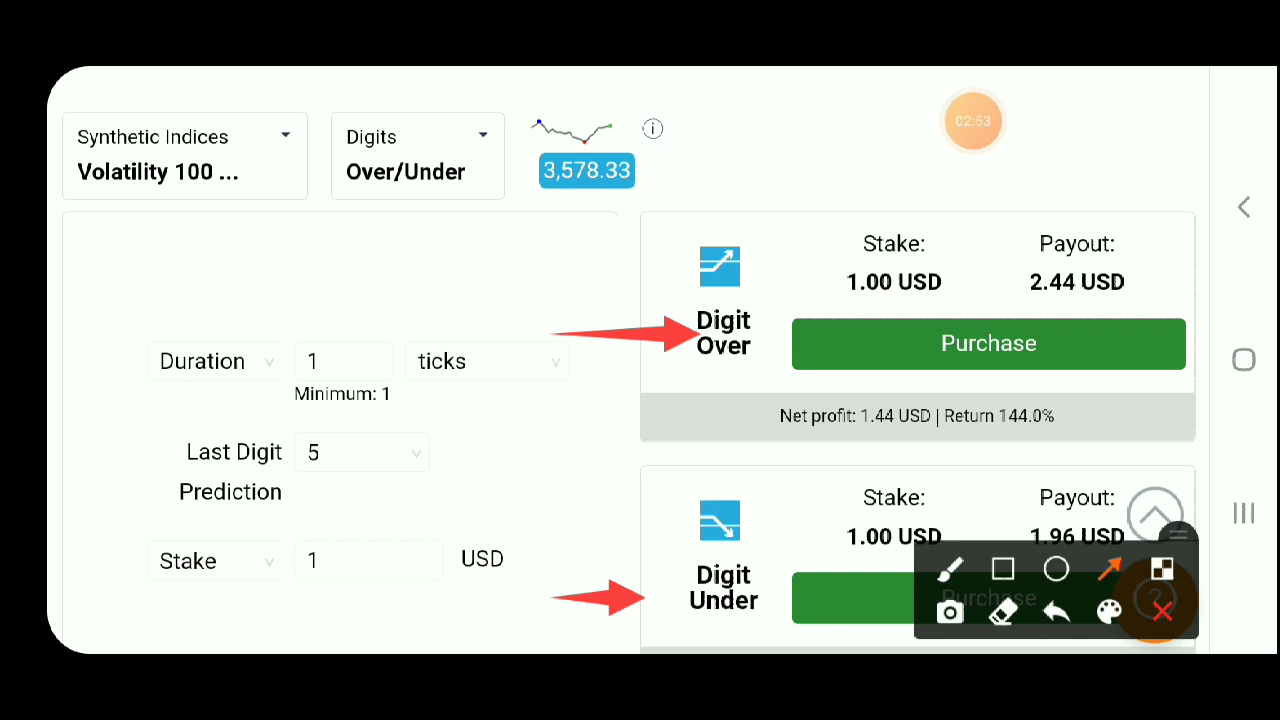 Synthetic Indices
Volatility 100 ...
Digits
Over/Under
3,578.33
02:53
Duration
1
ticks
Minimum: 1
Last Digit
Prediction
5
Stake
1
USD
Digit
Over
Stake:
1.00 USD
Payout:
2.44 USD
Purchase
Net profit: 1.44 USD | Return 144.0%
Digit
Under
Stake:
1.00 USD
Payout:
1.96 USD
Purchase